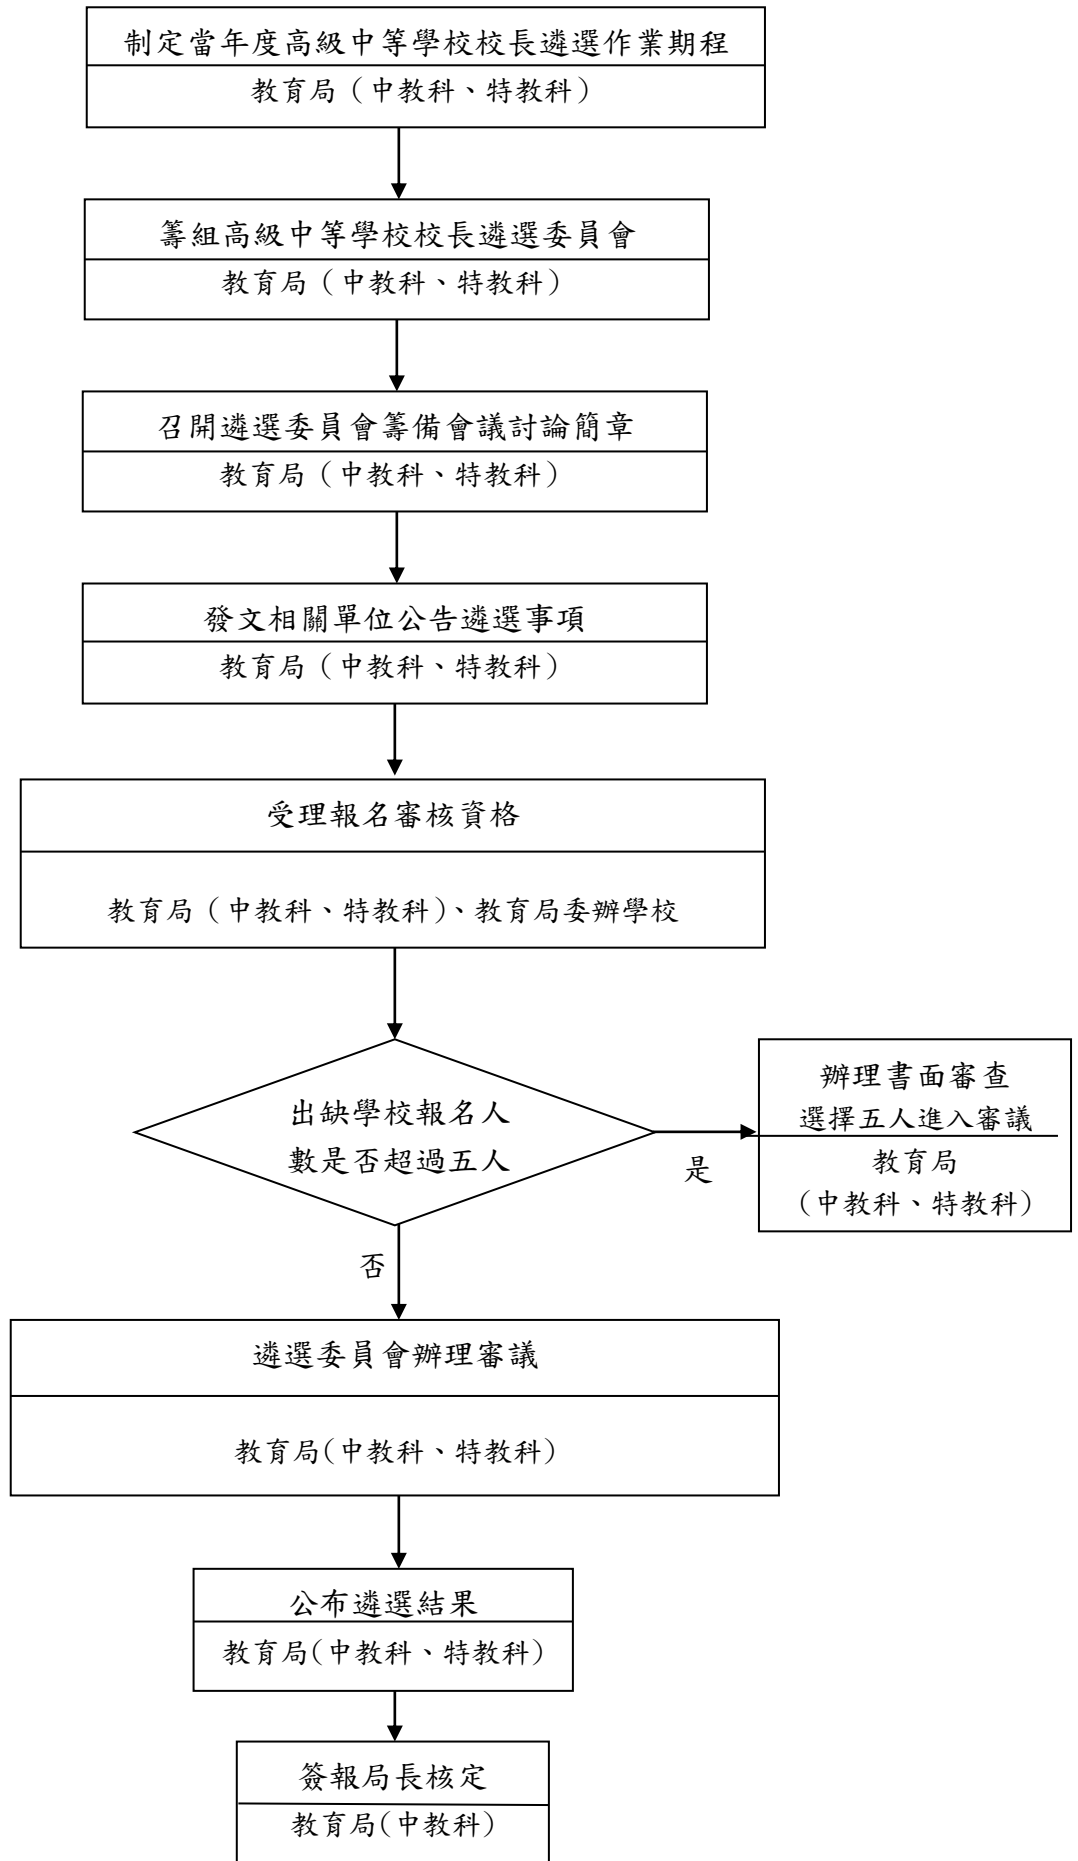 制定當年度高級中等學校校長遴選作業期程
教育局（中教科、特教科）
籌組高級中等學校校長遴選委員會
教育局（中教科、特教科）
召開遴選委員會籌備會議討論簡章
教育局（中教科、特教科）
發文相關單位公告遴選事項
教育局（中教科、特教科）
受理報名審核資格
教育局（中教科、特教科）、教育局委辦學校
出缺學校報名人
數是否超過五人
是
辦理書面審查
選擇五人進入審議
教育局
（中教科、特教科）
否
遴選委員會辦理審議
教育局(中教科、特教科)
公布遴選結果
教育局(中教科、特教科)
簽報局長核定
教育局(中教科)